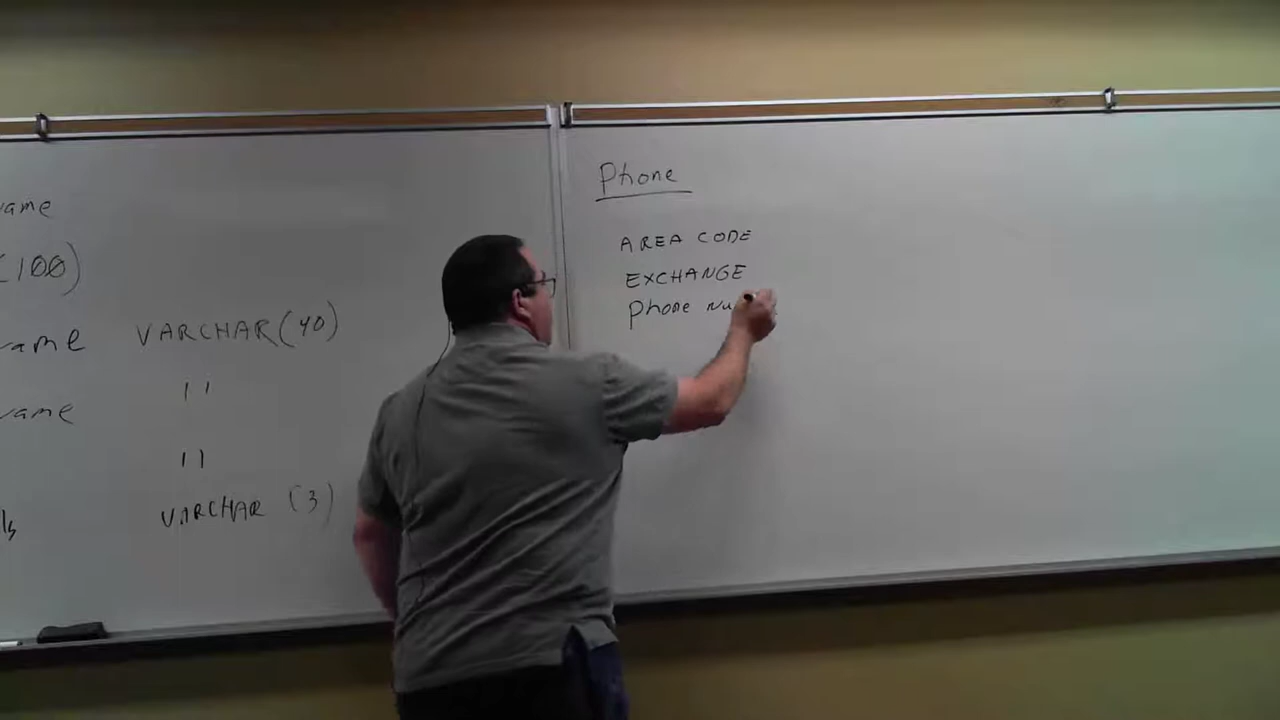 ame
(100)
ame VARCHAR(40)
" 
ame
"
VARCHAR (3)
Phone
AREA CODE
EXCHANGE
Phone Nu